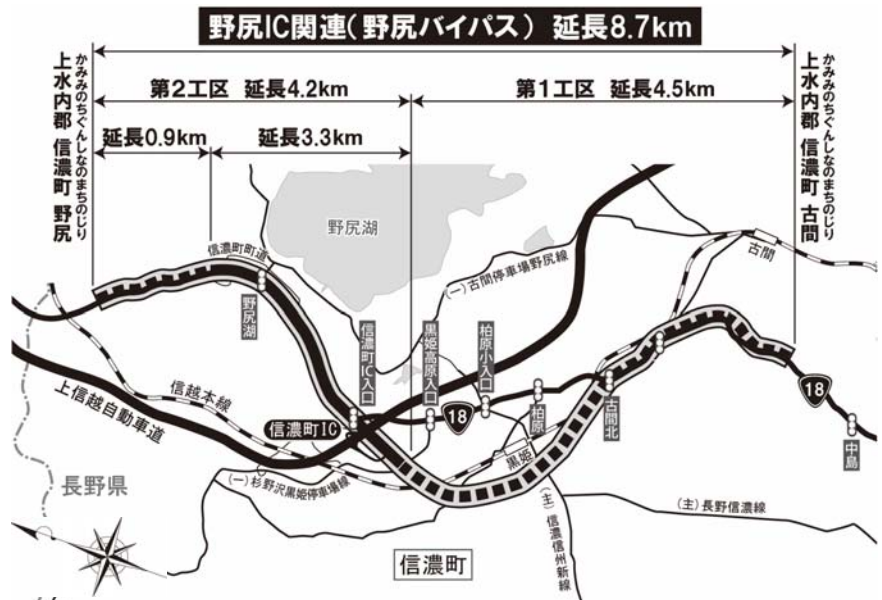 野尻IC関連（野尻バイパス） 延長8.7km
かみみのちぐんしなのまちのじり
上水内郡 信濃町 野尻
第2工区 延長4.2km
第1工区 延長4.5km
かみみのちぐんしなのまちのじり
上水内郡 信濃町 古間
延長0.9km
延長3.3km
野尻湖
信濃町町道
(一)古間停車場野尻線
古間
野尻湖
信濃町IC入口
黒姫高原入口
柏原小入口
柏原
古間北
18
18
中島
信越本線
上信越自動車道
信濃町IC
黒姫
(一)杉野沢黒姫停車場線
(主)信濃信州新線
(主)長野信濃線
長野県
信濃町